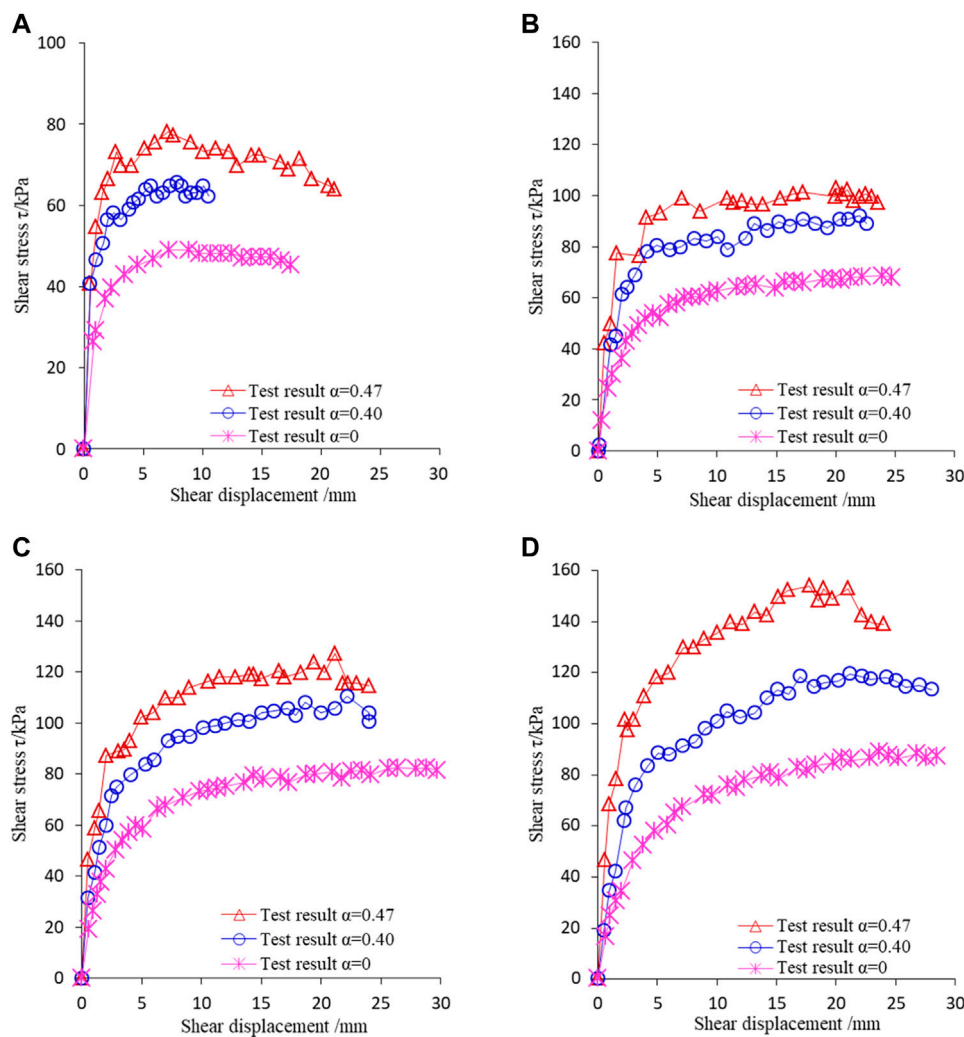 A
Shear stress τ/kPa
100
80
60
40
20
0
0 5 10 15 20 25 30
Shear displacement /mm
Test result α=0.47
Test result α=0.40
Test result α=0
B
Shear stress τ/kPa
160
140
120
100
80
60
40
20
0
0 5 10 15 20 25 30
Shear displacement /mm
Test result α=0.47
Test result α=0.40
Test result α=0
C
Shear stress τ/kPa
160
140
120
100
80
60
40
20
0
0 5 10 15 20 25 30
Shear displacement /mm
Test result α=0.47
Test result α=0.40
Test result α=0
D
Shear stress τ/kPa
160
140
120
100
80
60
40
20
0
0 5 10 15 20 25 30
Shear displacement /mm
Test result α=0.47
Test result α=0.40
Test result α=0